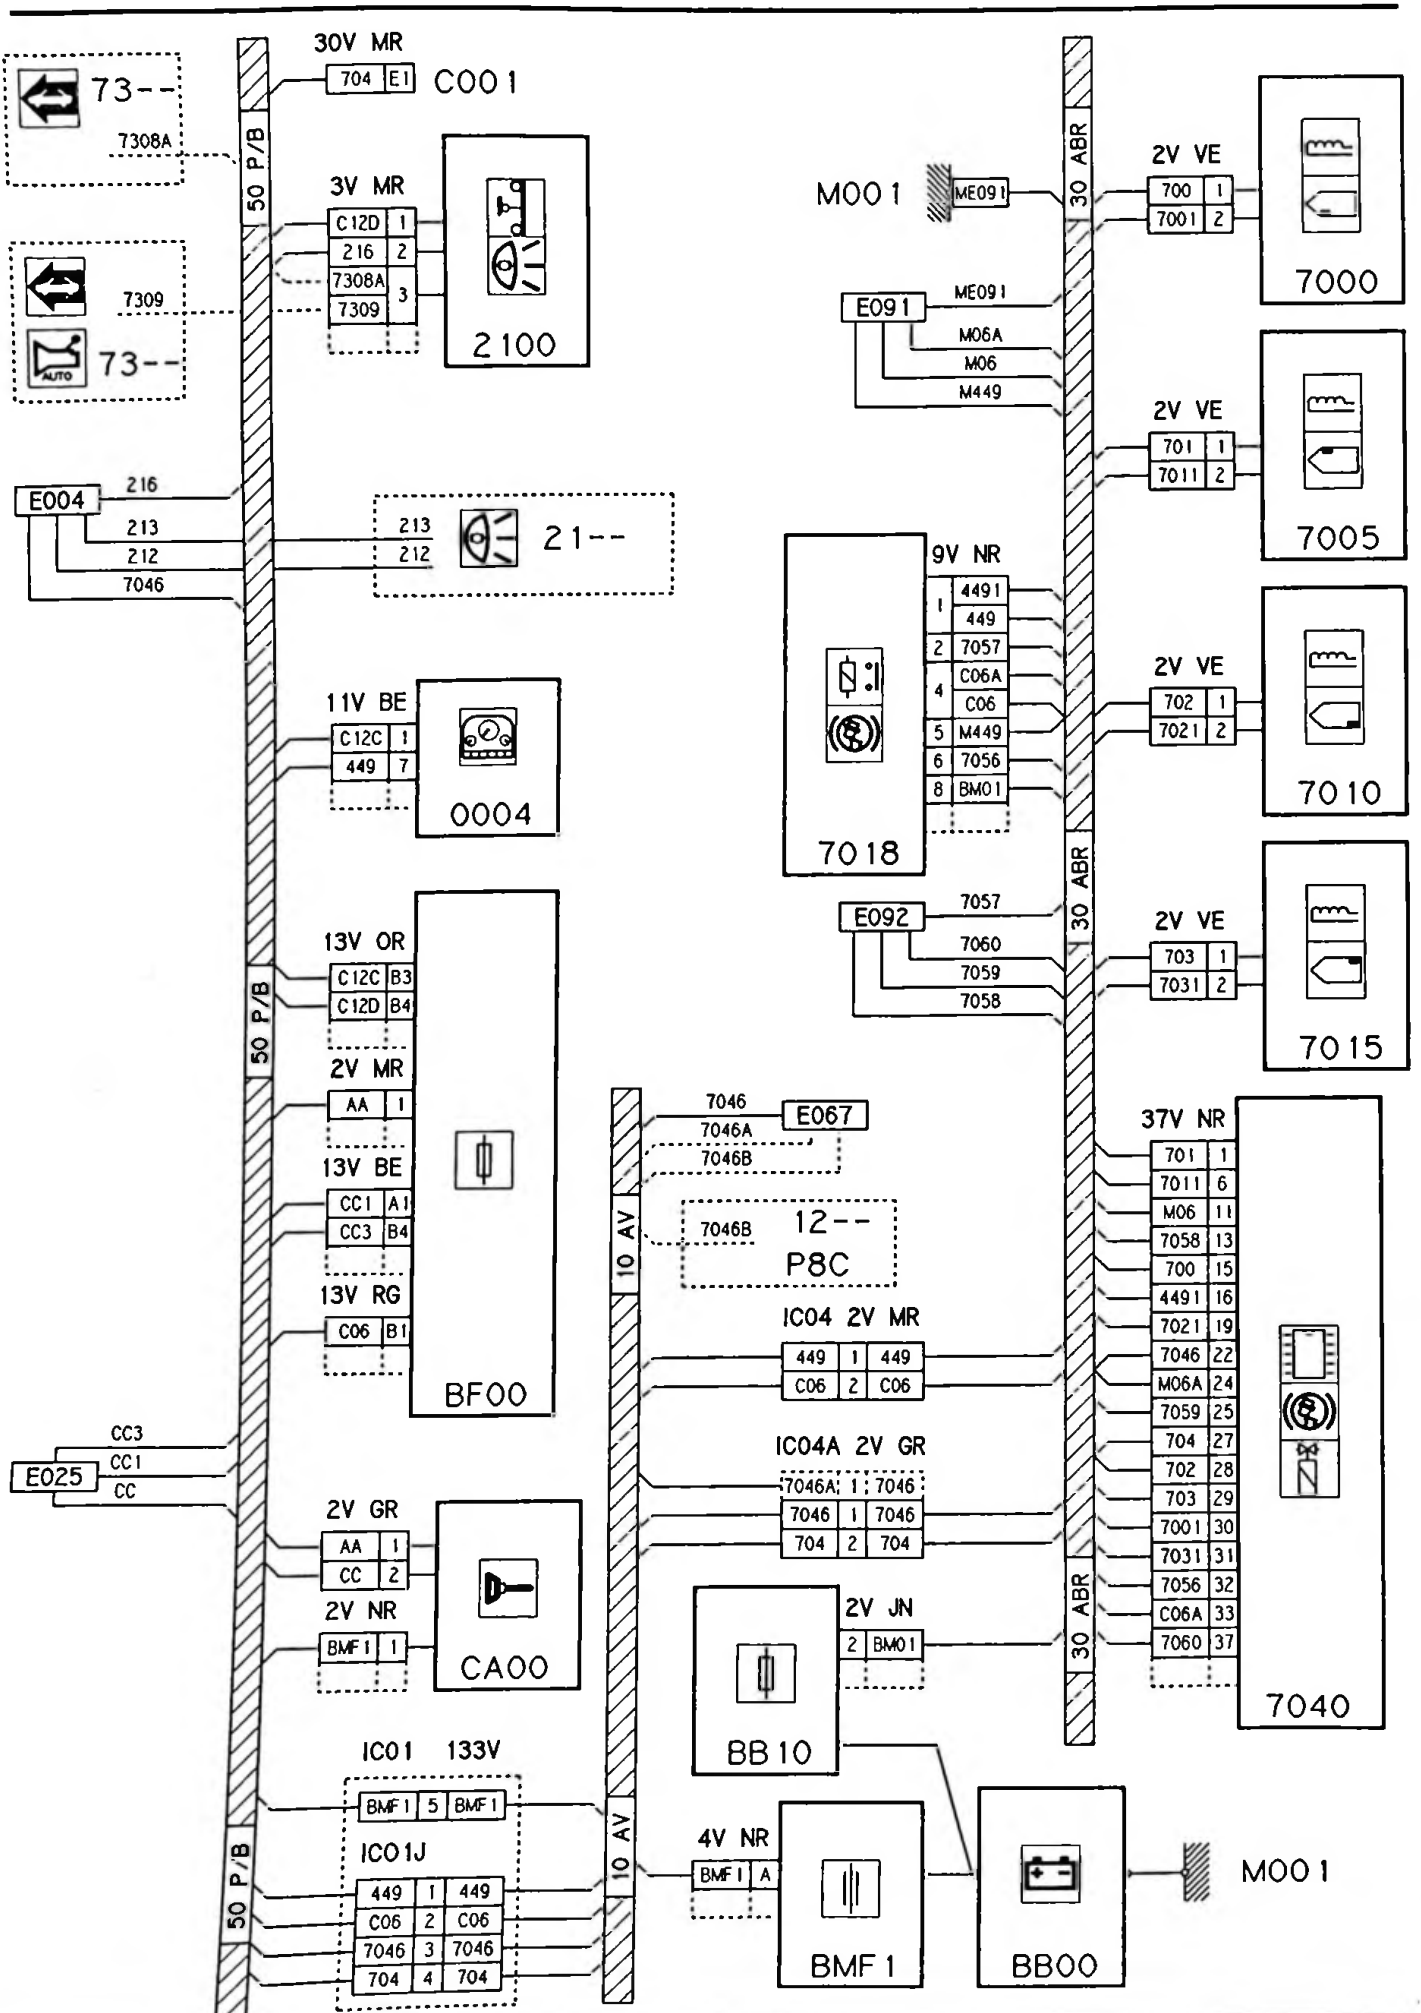 30V MR
704 E1 C001
73--
7308A
50 P/B
3V MR
C12D 1
216 2
7308A
3
7309
2100
7309
73--
AUTO
E004
216
213
212
7046
213
212
21--
11V BE
C12C 1
449 7
0004
13V OR
C12C B3
C12D B4
50 P/B
2V MR
AA 1
13V BE
CC1 A1
CC3 B4
13V RG
C06 B1
BF00
CC3
E025
CC1
CC
2V GR
AA 1
CC 2
2V NR
BMF1 1
CA00
IC01 133V
BMF1 5 BMF1
IC01J
50 P/B
449 1 449
C06 2 C06
7046 3 7046
704 4 704
30 ABR
M001
ME091
2V VE
700 1
7001 2
7000
E091
ME091
M06A
M06
M449
2V VE
701 1
7011 2
7005
9V NR
1
4491
449
2 7057
4
C06A
C06
5 M449
6 7056
8 BM01
7018
2V VE
702 1
7021 2
7010
30 ABR
E092
7057
7060
7059
7058
2V VE
703 1
7031 2
7015
7046
E067
7046A
7046B
10 AV
7046B
12--
P8C
IC04 2V MR
449 1 449
C06 2 C06
IC04A 2V GR
7046A 1 7046
7046 1 7046
704 2 704
37V NR
701 1
7011 6
M06 11
7058 13
700 15
4491 16
7021 19
7046 22
M06A 24
7059 25
704 27
702 28
703 29
7001 30
7031 31
7056 32
C06A 33
7060 37
7040
30 ABR
2V JN
2 BM01
BB10
10 AV
4V NR
BMF1 A
BMF1
+ -
BB00
M001